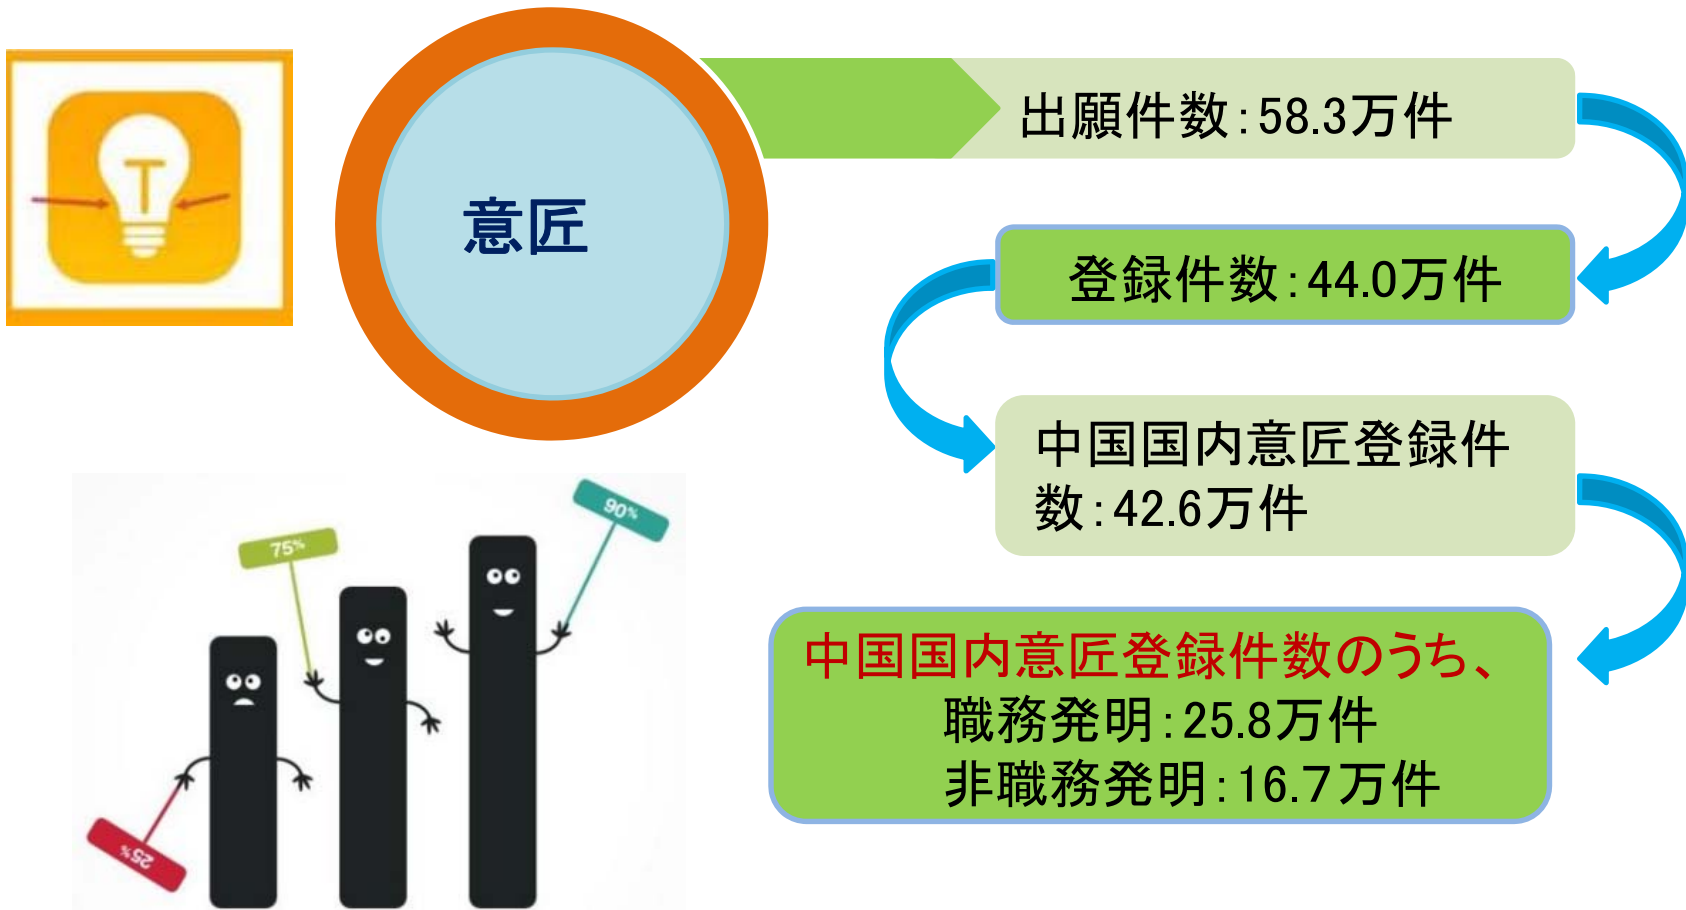 意匠
出願件数：58.3万件
登録件数：44.0万件
中国国内意匠登録件
数：42.6万件
中国国内意匠登録件数のうち、
職務発明：25.8万件
非職務発明：16.7万件
T
25%
75%
90%